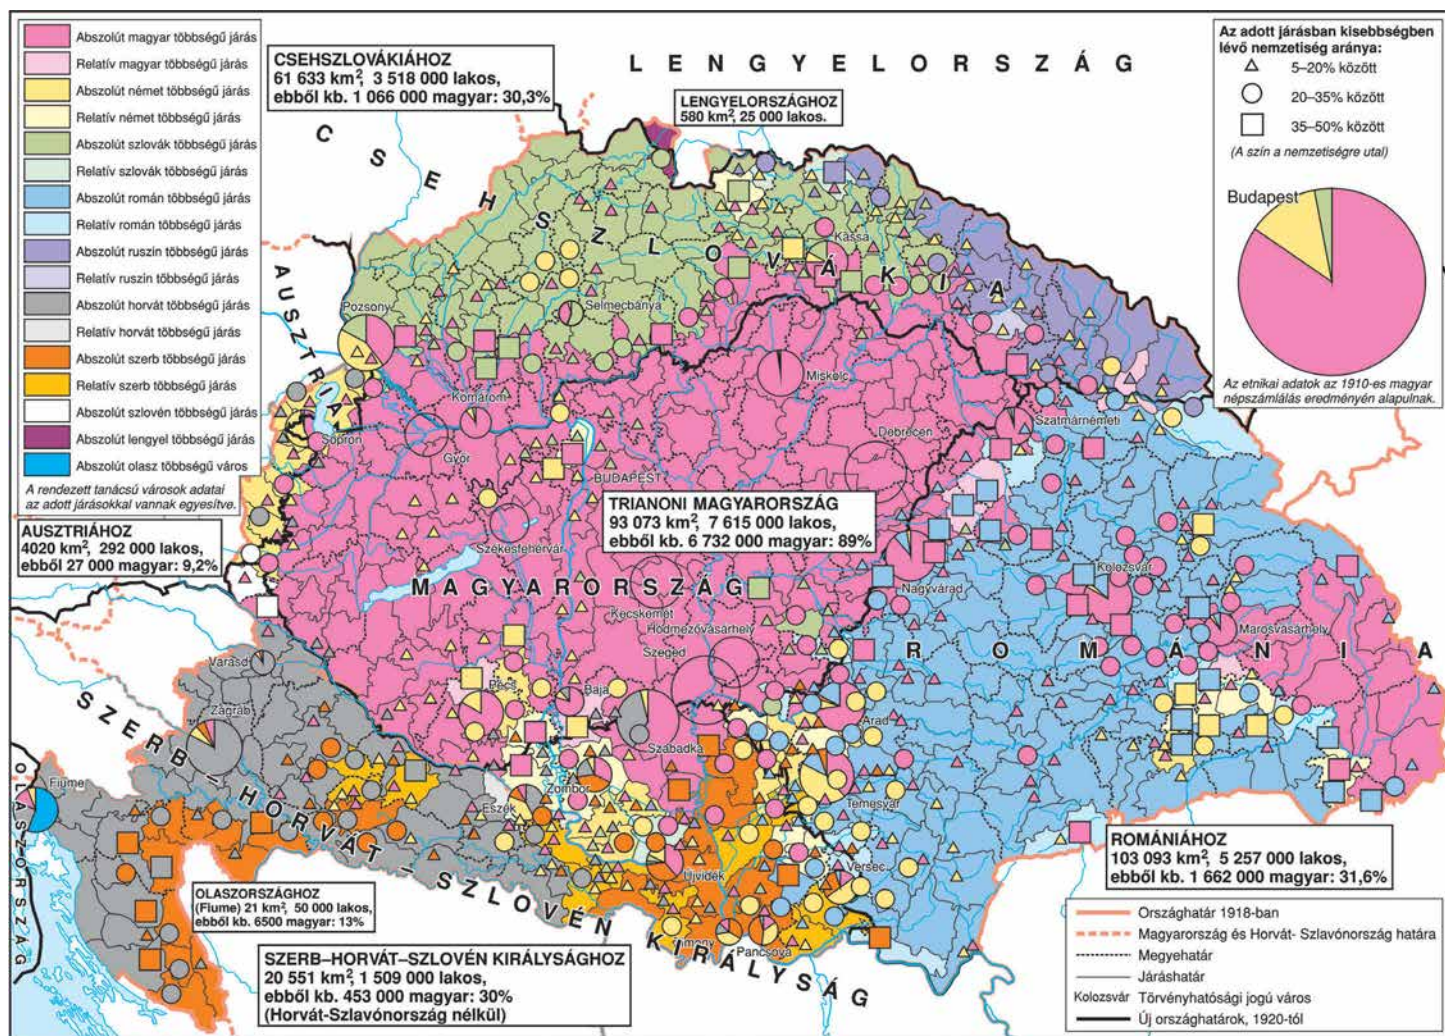 Abszolút magyar többségű járás
Relatív magyar többségű járás
Abszolút német többségű járás
Relatív német többségű járás
Abszolút szlovák többségű járás
Relatív szlovák többségű járás
Abszolút román többségű járás
Relatív román többségű járás
Abszolút ruszin többségű járás
Relatív ruszin többségű járás
Abszolút horvát többségű járás
Relatív horvát többségű járás
Abszolút szerb többségű járás
Relatív szerb többségű járás
Abszolút szlovén többségű járás
Abszolút lengyel többségű járás
Abszolút olasz többségű város
A rendezett tanácsú városok adatai
az adott járásokkal vannak egyesítve.
CSEHSZLOVÁKIÁHOZ
61 633 km², 3 518 000 lakos,
ebből kb. 1 066 000 magyar: 30,3%
LENGYELORSZÁG
LENGYELORSZÁGHOZ
580 km², 25 000 lakos.
Az adott járásban kisebbségben
lévő nemzetiség aránya:
5–20% között
20–35% között
35–50% között
(A szín a nemzetiségre utal)
Budapest
Az etnikai adatok az 1910-es magyar
népszámlálás eredményén alapulnak.
CSEHSZLOVÁKIA
AUSZTRIA
Pozsony
Selmecbánya
Kassa
Komárom
Miskolc
Sopron
Győr
Debrecen
Szatmárnémeti
BUDAPEST
AUSZTRIÁHOZ
4020 km², 292 000 lakos,
ebből 27 000 magyar: 9,2%
TRIANONI MAGYARORSZÁG
93 073 km², 7 615 000 lakos,
ebből kb. 6 732 000 magyar: 89%
Székesfehérvár
MAGYARORSZÁG
Kecskemét
Nagyvárad
Kolozsvár
Hódmezővásárhely
Szeged
Marosvásárhely
ROMÁNIA
Varasd
Pécs
Baja
Arad
Zágráb
Szabadka
SZERB–HORVÁT–SZLOVÉN KIRÁLYSÁG
OLASZORSZÁG
Fiume
Eszék
Zombor
Temesvár
Újvidék
Versec
Zimony
Pancsova
OLASZORSZÁGHOZ
(Fiume) 21 km², 50 000 lakos,
ebből kb. 6500 magyar: 13%
SZERB–HORVÁT–SZLOVÉN KIRÁLYSÁGHOZ
20 551 km², 1 509 000 lakos,
ebből kb. 453 000 magyar: 30%
(Horvát-Szlavónország nélkül)
ROMÁNIÁHOZ
103 093 km², 5 257 000 lakos,
ebből kb. 1 662 000 magyar: 31,6%
Országhatár 1918-ban
Magyarország és Horvát- Szlavónország határa
Megyehatár
Járáshatár
Kolozsvár Törvényhatósági jogú város
Új országhatárok, 1920-tól